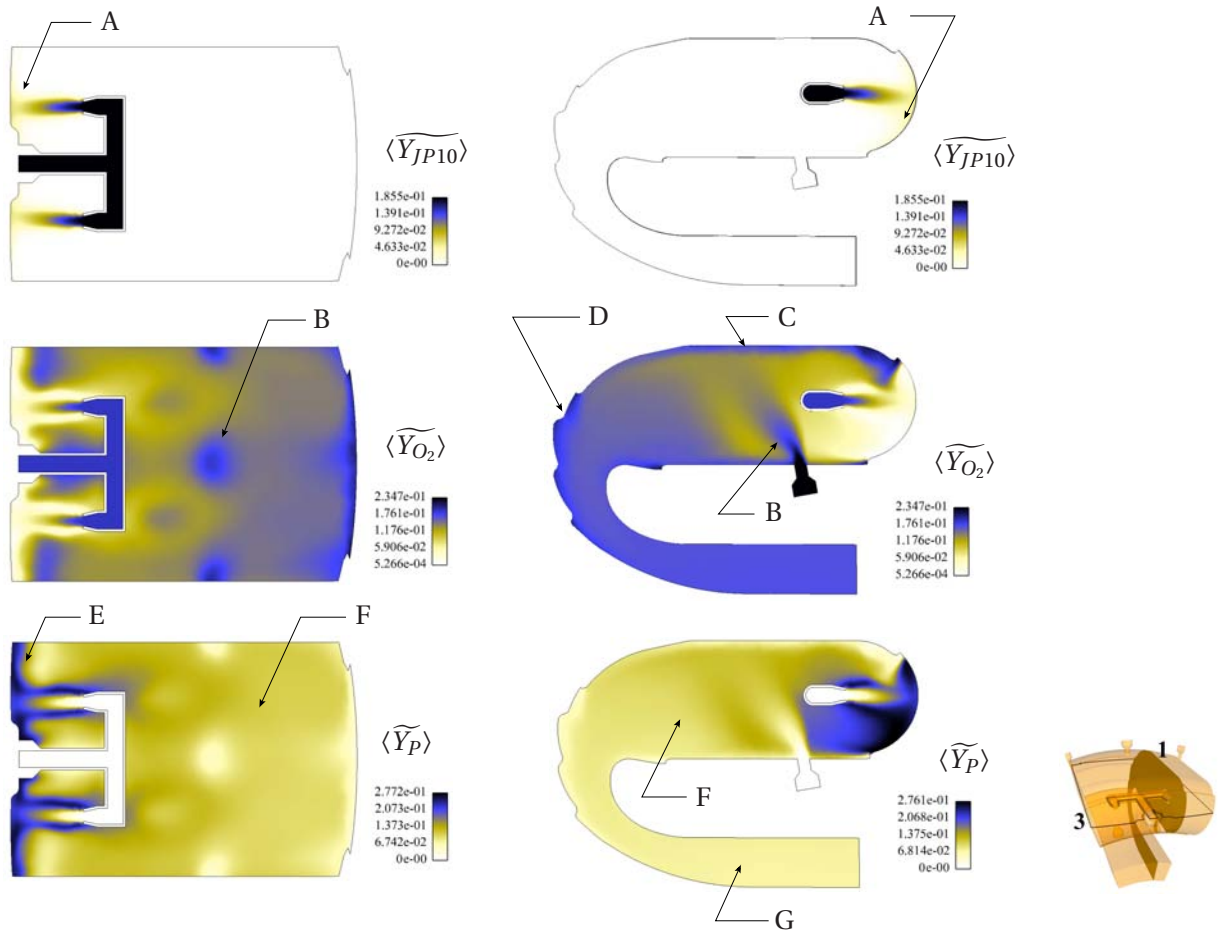 A
A
⟨Y_JP10⟩
1.855e-01
1.391e-01
9.272e-02
4.633e-02
0e-00
⟨Y_JP10⟩
1.855e-01
1.391e-01
9.272e-02
4.633e-02
0e-00
B
D
C
⟨Y_O2⟩
2.347e-01
1.761e-01
1.176e-01
5.906e-02
5.266e-04
B
⟨Y_O2⟩
2.347e-01
1.761e-01
1.176e-01
5.906e-02
5.266e-04
E
F
⟨Y_P⟩
2.772e-01
2.073e-01
1.373e-01
6.742e-02
0e-00
F
G
⟨Y_P⟩
2.761e-01
2.068e-01
1.375e-01
6.814e-02
0e-00
1
3